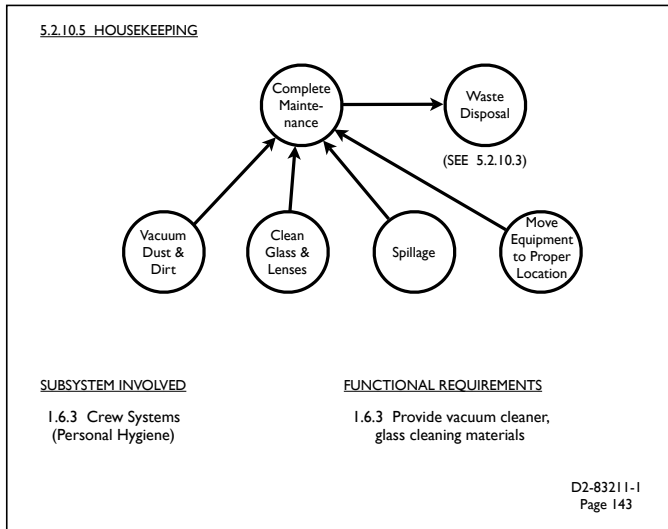 5.2.10.5 HOUSEKEEPING
Complete
Mainte-
nance
Waste
Disposal
(SEE 5.2.10.3)
Vacuum
Dust &
Dirt
Clean
Glass &
Lenses
Spillage
Move
Equipment
to Proper
Location
SUBSYSTEM INVOLVED
1.6.3 Crew Systems
(Personal Hygiene)
FUNCTIONAL REQUIREMENTS
1.6.3 Provide vacuum cleaner,
glass cleaning materials
D2-83211-1
Page 143